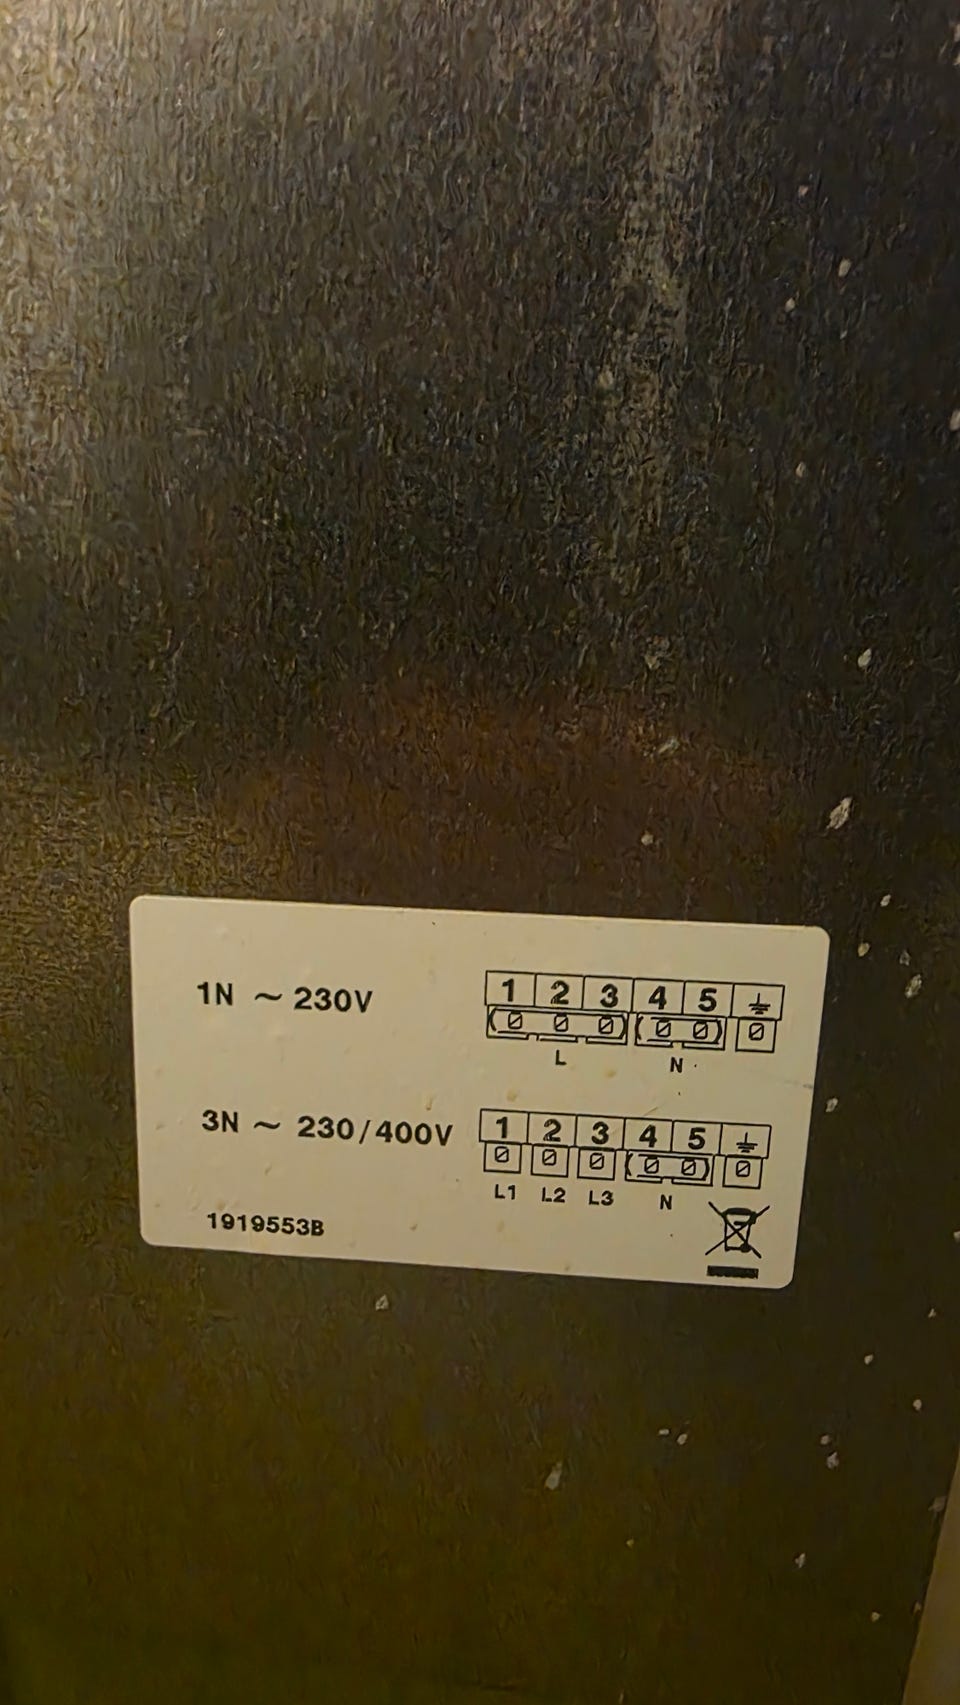 1N ~ 230V
1 2 3 4 5 ⏚
L N
3N ~ 230/400V
1 2 3 4 5 ⏚
L1 L2 L3 N
1919553B